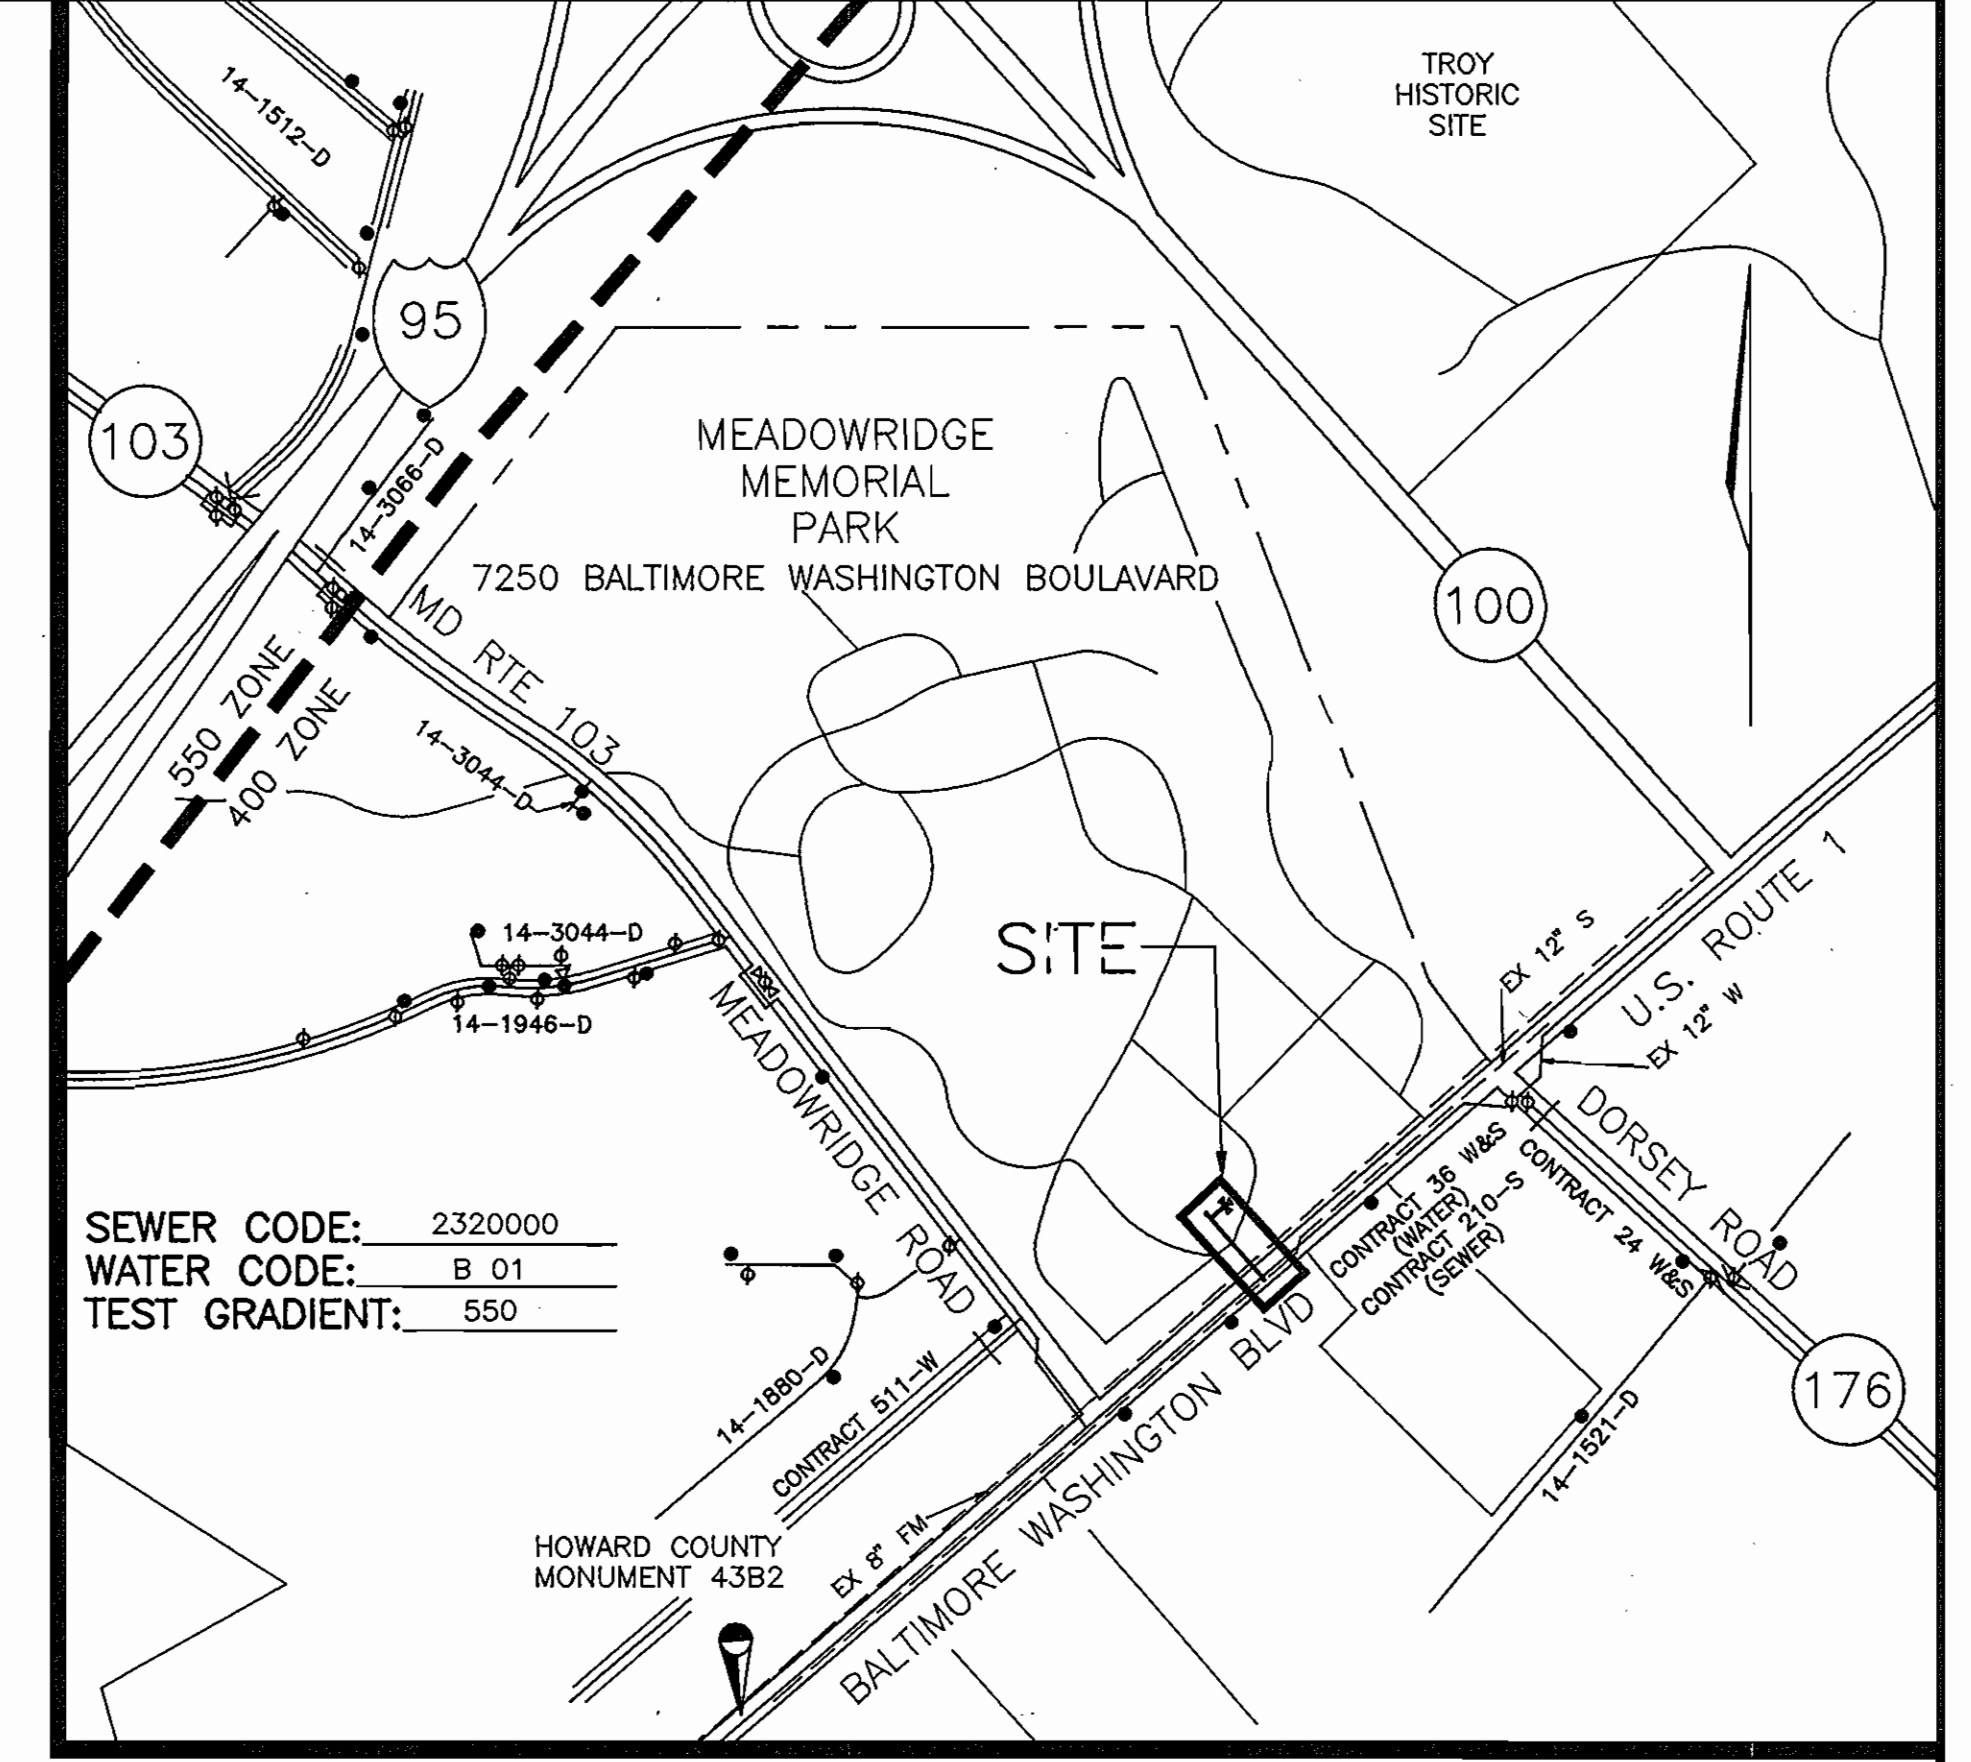 TROY
HISTORIC
SITE
14-1512-D
95
103
14-3066-D
MEADOWRIDGE
MEMORIAL
PARK
7250 BALTIMORE WASHINGTON BOULAVARD
100
MD RTE 103
550 ZONE
400 ZONE
14-3044-D
U.S. ROUTE 1
14-3044-D
SITE
EX 12" S
EX 12" W
14-1946-D
MEADOWRIDGE ROAD
DORSEY ROAD
CONTRACT 36 W&S
(WATER)
CONTRACT 210-S
(SEWER)
CONTRACT 24 W&S
SEWER CODE: 2320000
WATER CODE: B 01
TEST GRADIENT: 550
14-1880-D
CONTRACT 511-W
176
14-1521-D
HOWARD COUNTY
MONUMENT 43B2
EX 8" FM
BALTIMORE WASHINGTON BLVD